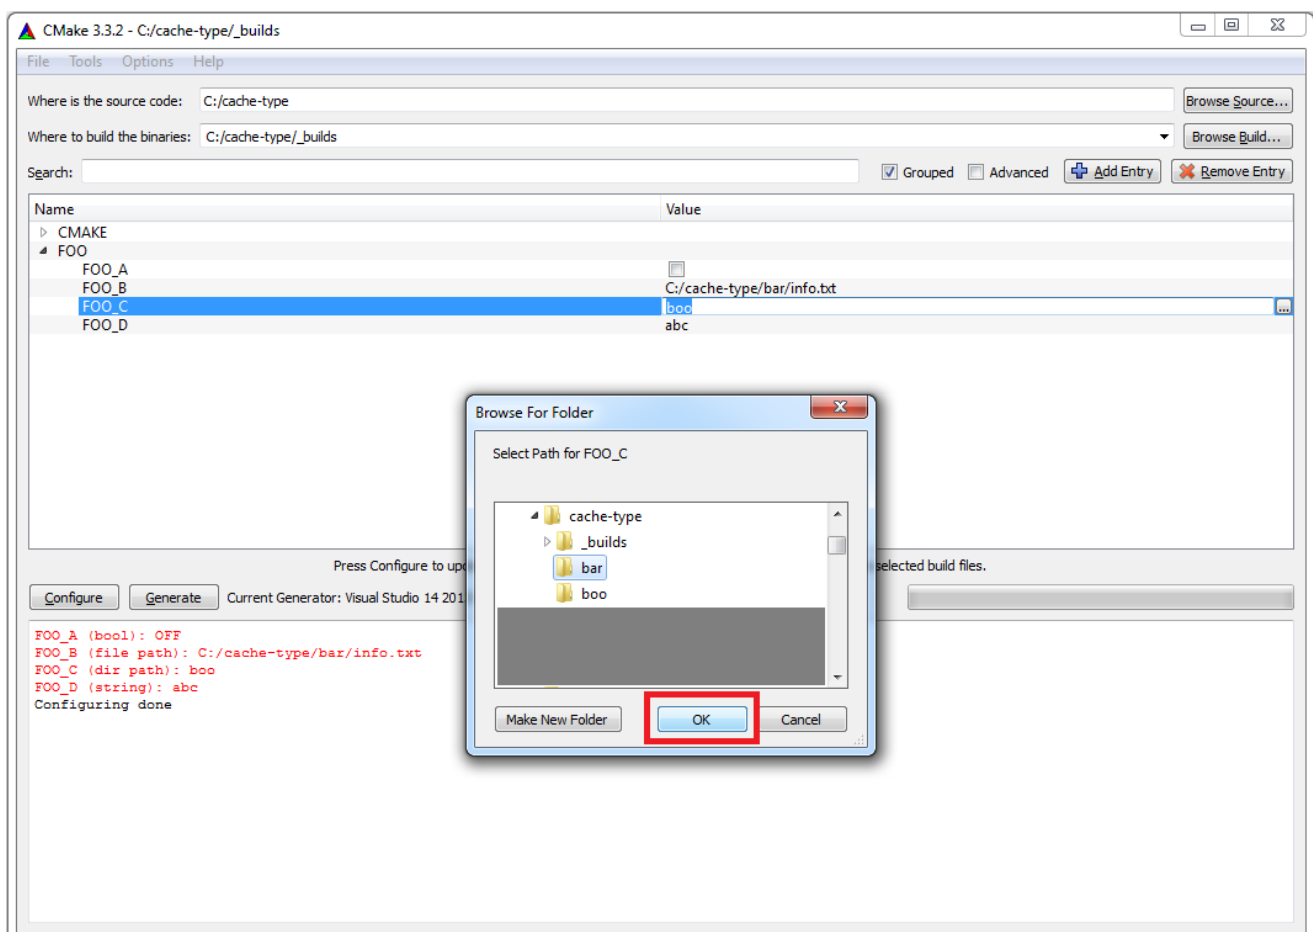 CMake 3.3.2 - C:/cache-type/_builds
File Tools Options Help
Where is the source code: C:/cache-type Browse Source...
Where to build the binaries: C:/cache-type/_builds Browse Build...
Search: Grouped Advanced Add Entry Remove Entry
Name Value
CMAKE
FOO
FOO_A
FOO_B C:/cache-type/bar/info.txt
FOO_C boo ...
FOO_D abc
Browse For Folder
Select Path for FOO_C
cache-type
_builds
bar
boo
Make New Folder OK Cancel
Press Configure to selected build files.
Configure Generate Current Generator: Visual Studio 14
FOO_A (bool): OFF
FOO_B (file path): C:/cache-type/bar/info.txt
FOO_C (dir path): boo
FOO_D (string): abc
Configuring done